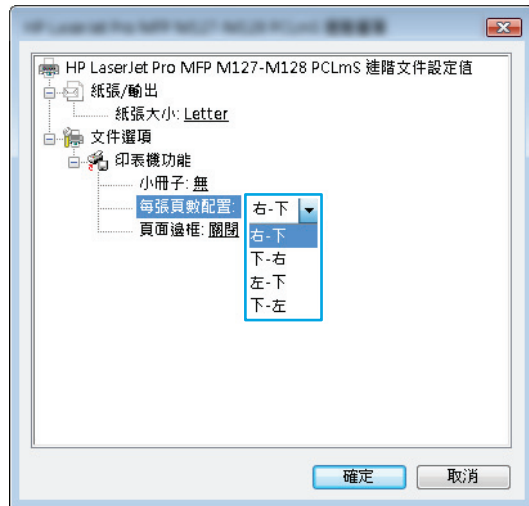 HP LaserJet Pro MFP M127-M128 PCLmS 進階文件設定值
紙張/輸出
紙張大小: Letter
文件選項
印表機功能
小冊子: 無
每張頁數配置: 右-下
右-下
下-右
左-下
下-左
頁面邊框: 關閉
確定
取消